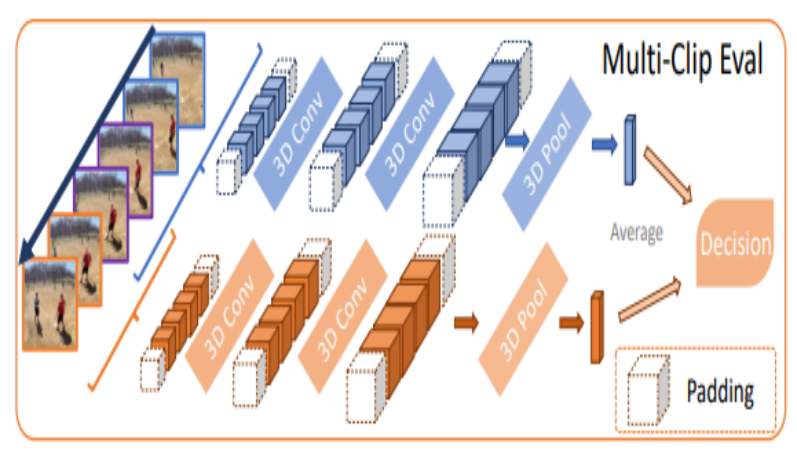 Multi-Clip Eval
3D Conv
3D Conv
3D Pool
Average
Decision
3D Conv
3D Conv
3D Pool
Padding